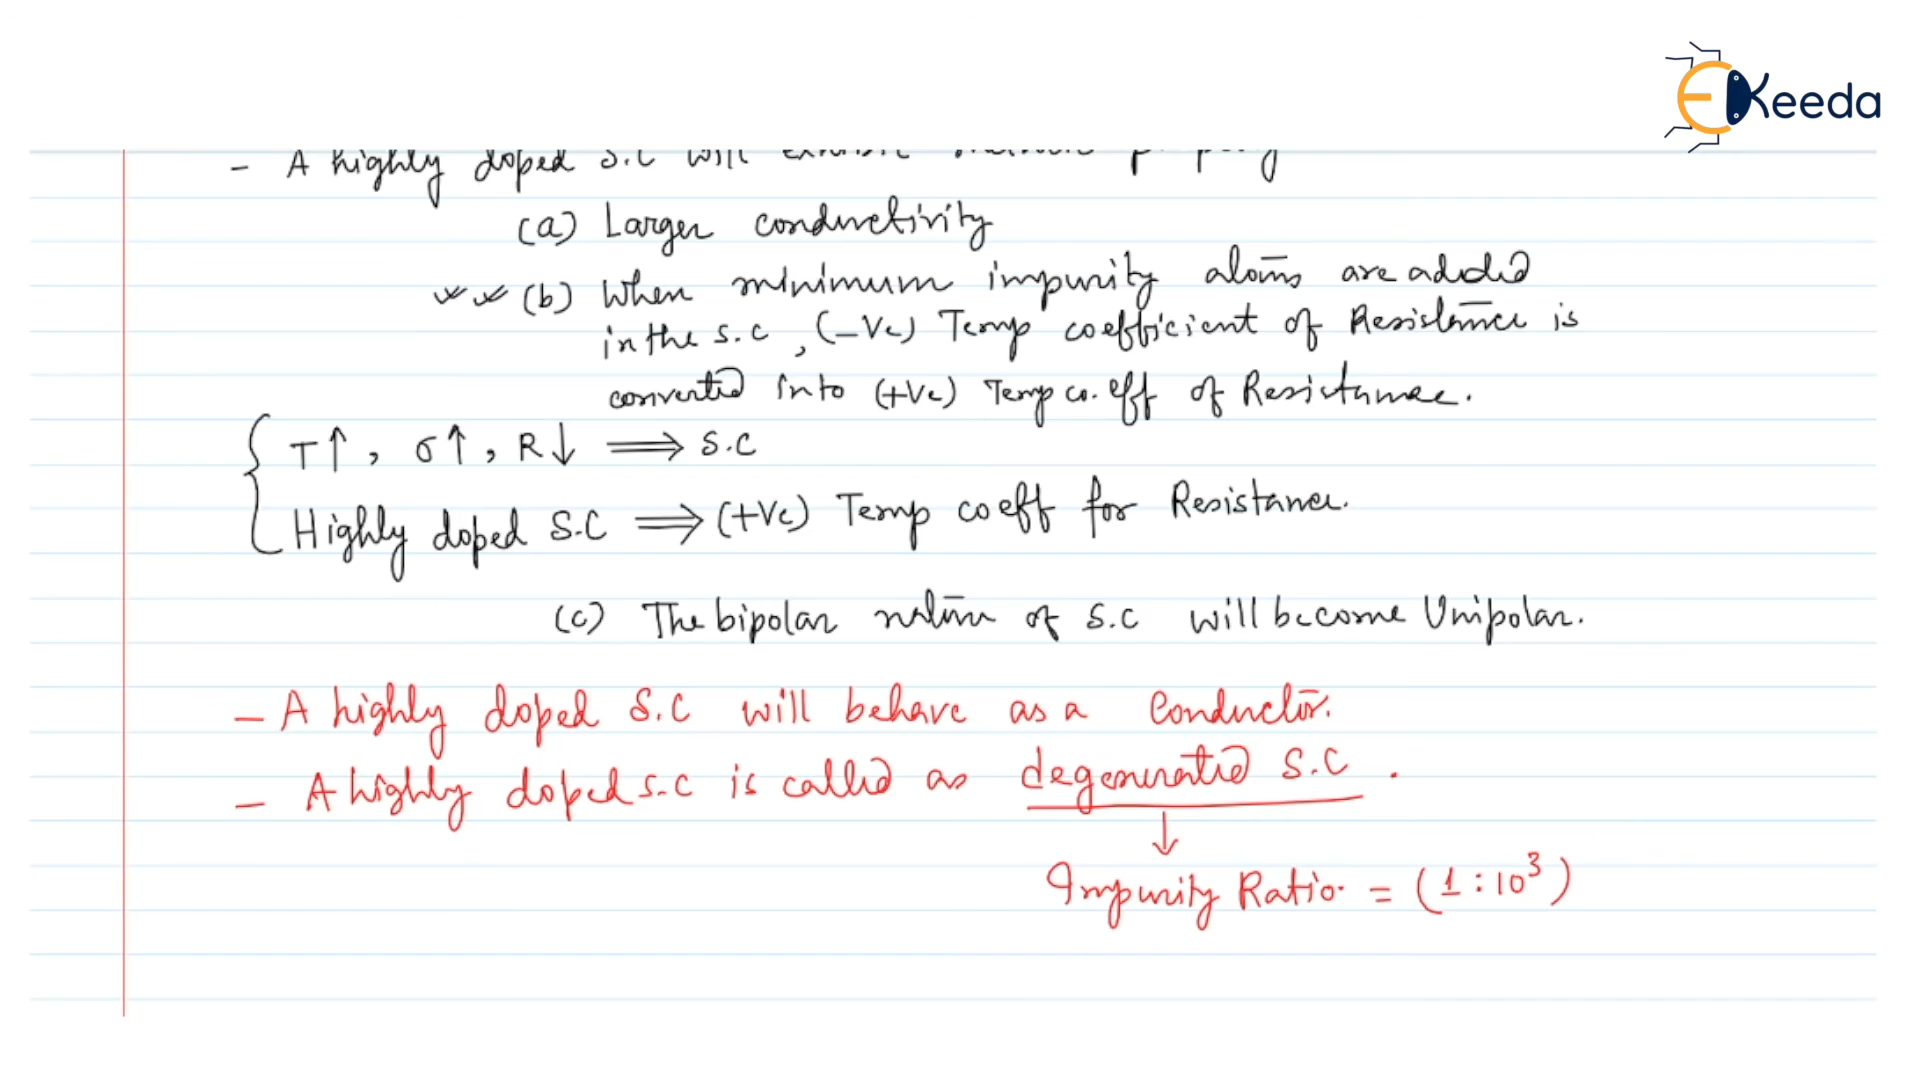 EKeeda
- A highly doped S.C will
(a) Larger conductivity
(b) When minimum impurity atoms are added
in the s.c, (-Ve) Temp coefficient of Resistance is
converted into (+Ve) Temp co.eff of Resistance.
T↑, σ↑, R↓ ⟹ S.C
Highly doped S.C ⟹ (+Ve) Temp coeff for Resistance.
(c) The bipolar nature of S.C will become Unipolar.
- A highly doped S.C will behave as a Conductor.
- A highly doped s.c is called as degenerated S.C.
↓
Impurity Ratio = (1:10³)